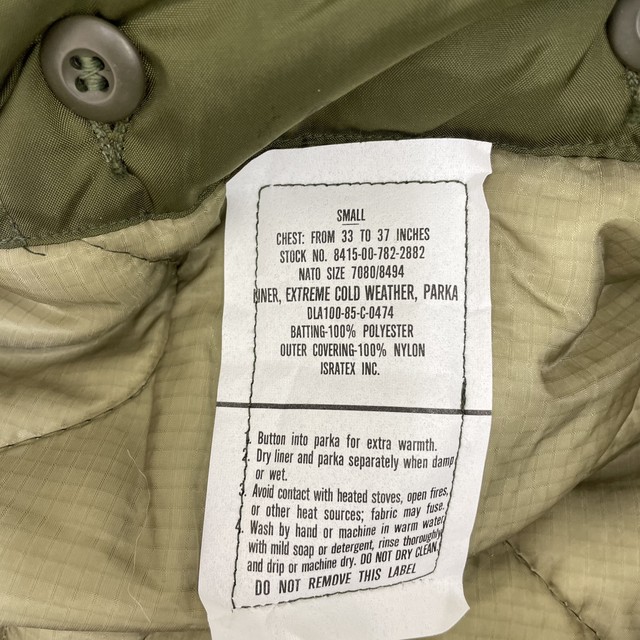 SMALL
CHEST: FROM 33 TO 37 INCHES
STOCK NO. 8415-00-782-2882
NATO SIZE 7080/8494
LINER, EXTREME COLD WEATHER, PARKA
DLA100-85-C-0474
BATTING-100% POLYESTER
OUTER COVERING-100% NYLON
ISRATEX INC.
1. Button into parka for extra warmth.
2. Dry liner and parka separately when damp
or wet.
3. Avoid contact with heated stoves, open fires,
or other heat sources; fabric may fuse.
4. Wash by hand or machine in warm water
with mild soap or detergent, rinse thoroughly
and drip or machine dry. DO NOT DRY CLEAN.
DO NOT REMOVE THIS LABEL